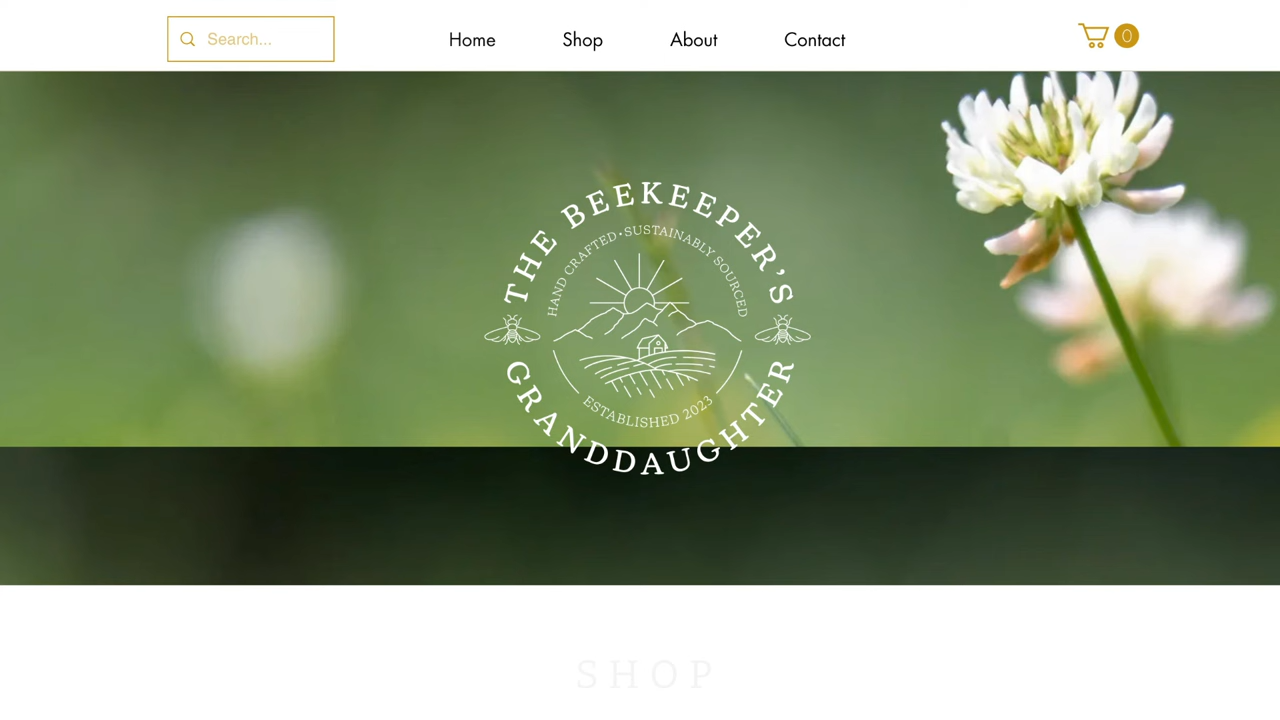 Search...
Home
Shop
About
Contact
0
THE BEEKEEPER'S
HAND CRAFTED • SUSTAINABLY SOURCED
ESTABLISHED 2023
GRANDDAUGHTER
SHOP